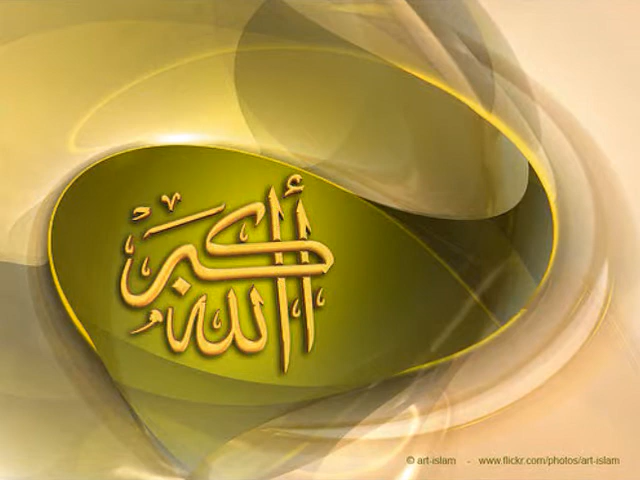 الله أكبر
© art-islam - www.flickr.com/photos/art-islam